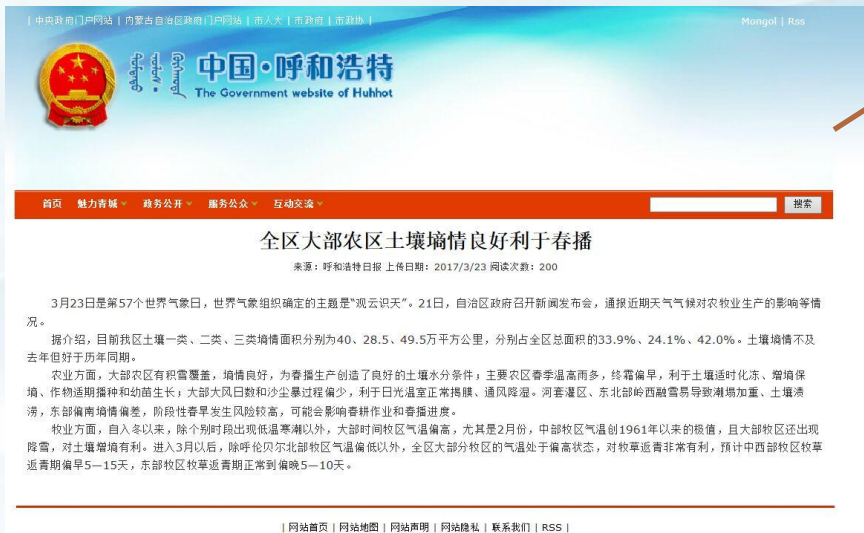 | 中央政府门户网站 | 内蒙古自治区政府门户网站 | 市人大 | 市政府 | 市政协 |
Mongol | Rss
中国·呼和浩特
The Government website of Huhhot
首页 魅力青城 政务公开 服务公众 互动交流
搜索
全区大部农区土壤墒情良好利于春播
来源：呼和浩特日报 上传日期：2017/3/23 阅读次数：200
3月23日是第57个世界气象日，世界气象组织确定的主题是“观云识天”。21日，自治区政府召开新闻发布会，通报近期天气气候对农牧业生产的影响等情
况。
据介绍，目前我区土壤一类、二类、三类墒情面积分别为40、28.5、49.5万平方公里，分别占全区总面积的33.9%、24.1%、42.0%。土壤墒情不及
去年但好于历年同期。
农业方面，大部农区有积雪覆盖，墒情良好，为春播生产创造了良好的土壤水分条件；主要农区春季温高雨多，终霜偏早，利于土壤适时化冻、增墒保
墒、作物适期播种和幼苗生长；大部大风日数和沙尘暴过程偏少，利于日光温室正常揭膜、通风降湿。河套灌区、东北部岭西融雪易导致潮塌加重、土壤渍
涝，东部偏南墒情偏差，阶段性春旱发生风险较高，可能会影响春耕作业和春播进度。
牧业方面，自入冬以来，除个别时段出现低温寒潮以外，大部时间牧区气温偏高，尤其是2月份，中部牧区气温创1961年以来的极值，且大部牧区还出现
降雪，对土壤增墒有利。进入3月以后，除呼伦贝尔北部牧区气温偏低以外，全区大部分牧区的气温处于偏高状态，对牧草返青非常有利，预计中西部牧区牧草
返青期偏早5—15天，东部牧区牧草返青期正常到偏晚5—10天。
| 网站首页 | 网站地图 | 网站声明 | 网站隐私 | 联系我们 | RSS |